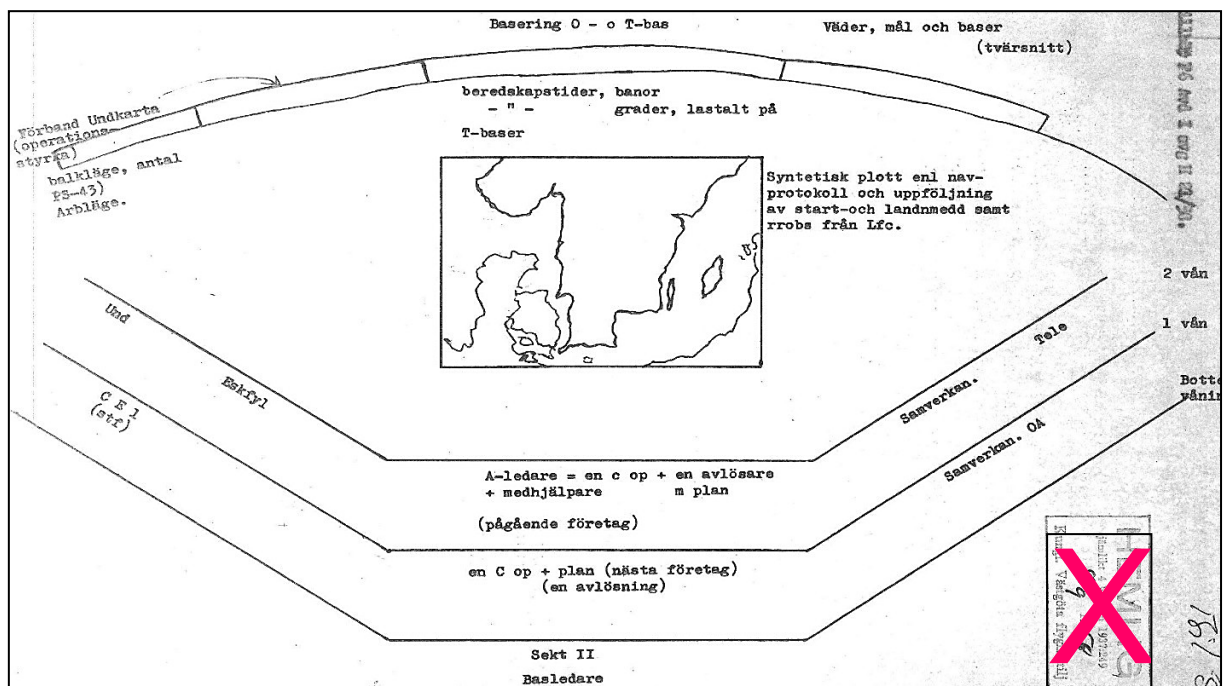 Basering O - o T-bas
Väder, mål och baser
(tvärsnitt)
beredskapstider, banor
- " - grader, lastalt på
T-baser
Förband Undkarta
(operations-
styrka)
balkläge, antal
PS-43)
Arbläge.
Syntetisk plott enl nav-
protokoll och uppföljning
av start-och landnmedd samt
rrobs från Lfc.
2 vån
1 vån
Botte
vånin
Und
Eskfyl
C E 1
(stf)
Tele
Samverkan.
Samverkan. OA
A-ledare = en c op + en avlösare
+ medhjälpare m plan
(pågående företag)
en C op + plan (nästa företag)
(en avlösning)
Sekt II
Basledare
HEMLIG